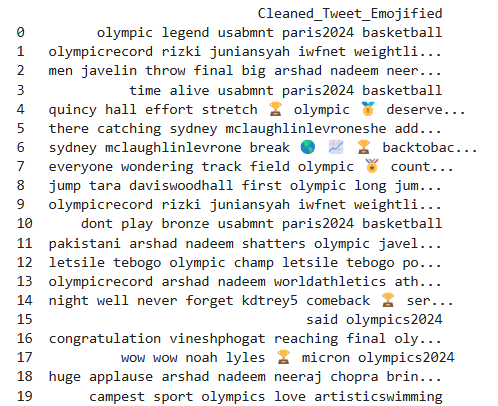 Cleaned_Tweet_Emojified
0 olympic legend usabmnt paris2024 basketball
1 olympicrecord rizki juniansyah iwfnet weightli...
2 men javelin throw final big arshad nadeem neer...
3 time alive usabmnt paris2024 basketball
4 quincy hall effort stretch 🏆 olympic 🥇 deserve...
5 there catching sydney mclaughlinlevroneshe add...
6 sydney mclaughlinlevrone break 🌎 📈 🏆 backtobac...
7 everyone wondering track field olympic 🏅 count...
8 jump tara daviswoodhall first olympic long jum...
9 olympicrecord rizki juniansyah iwfnet weightli...
10 dont play bronze usabmnt paris2024 basketball
11 pakistani arshad nadeem shatters olympic javel...
12 letsile tebogo olympic champ letsile tebogo po...
13 olympicrecord arshad nadeem worldathletics ath...
14 night well never forget kdtrey5 comeback 🏆 ser...
15 said olympics2024
16 congratulation vineshphogat reaching final oly...
17 wow wow noah lyles 🏆 micron olympics2024
18 huge applause arshad nadeem neeraj chopra brin...
19 campest sport olympics love artisticswimming